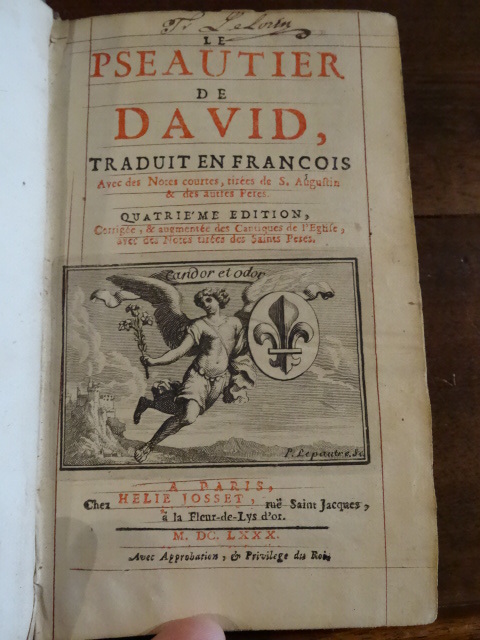 LE
PSEAUTIER
DE
DAVID,
TRADUIT EN FRANCOIS
Avec des Notes courtes, tirées de S. Augustin
& des autres Peres.
QUATRIE'ME EDITION,
Corrigée, & augmentée des Cantiques de l'Eglise,
avec des Notes tirées des Saints Peres.
Candor et odor
P. Lepautre. Sc.
A PARIS,
Chez HELIE JOSSET, ruë Saint Jacques,
à la Fleur-de-Lys d'or.
M. DC. LXXX.
Avec Approbation, & Privilege du Roi.